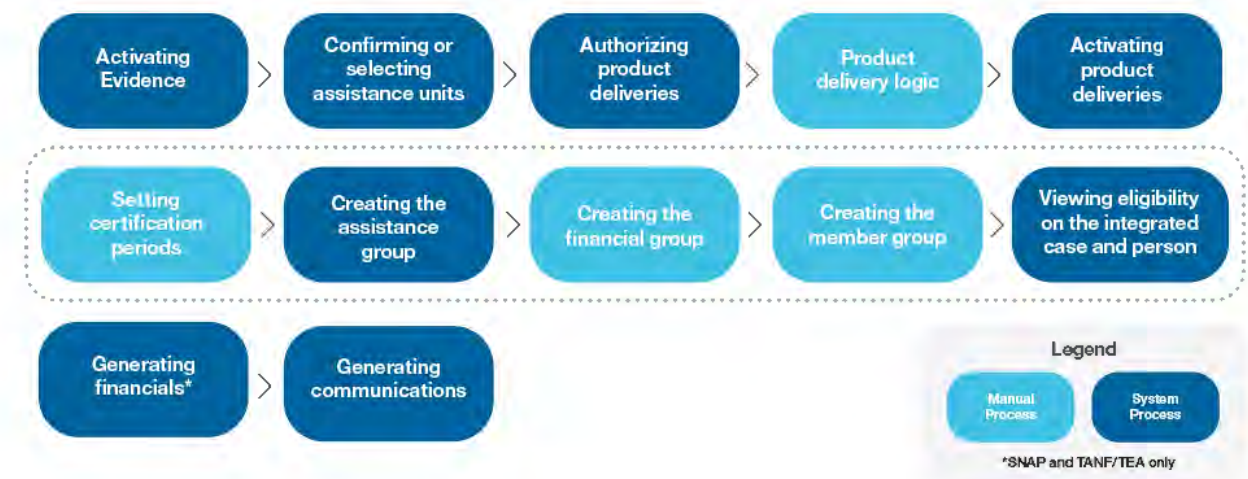 Activating
Evidence
Confirming or
selecting
assistance units
Authorizing
product
deliveries
Product
delivery logic
Activating
product
deliveries
Setting
certification
periods
Creating the
assistance
group
Creating the
financial group
Creating the
member group
Viewing eligibility
on the integrated
case and person
Generating
financials*
Generating
communications
Legend
Manual
Process
System
Process
*SNAP and TANF/TEA only